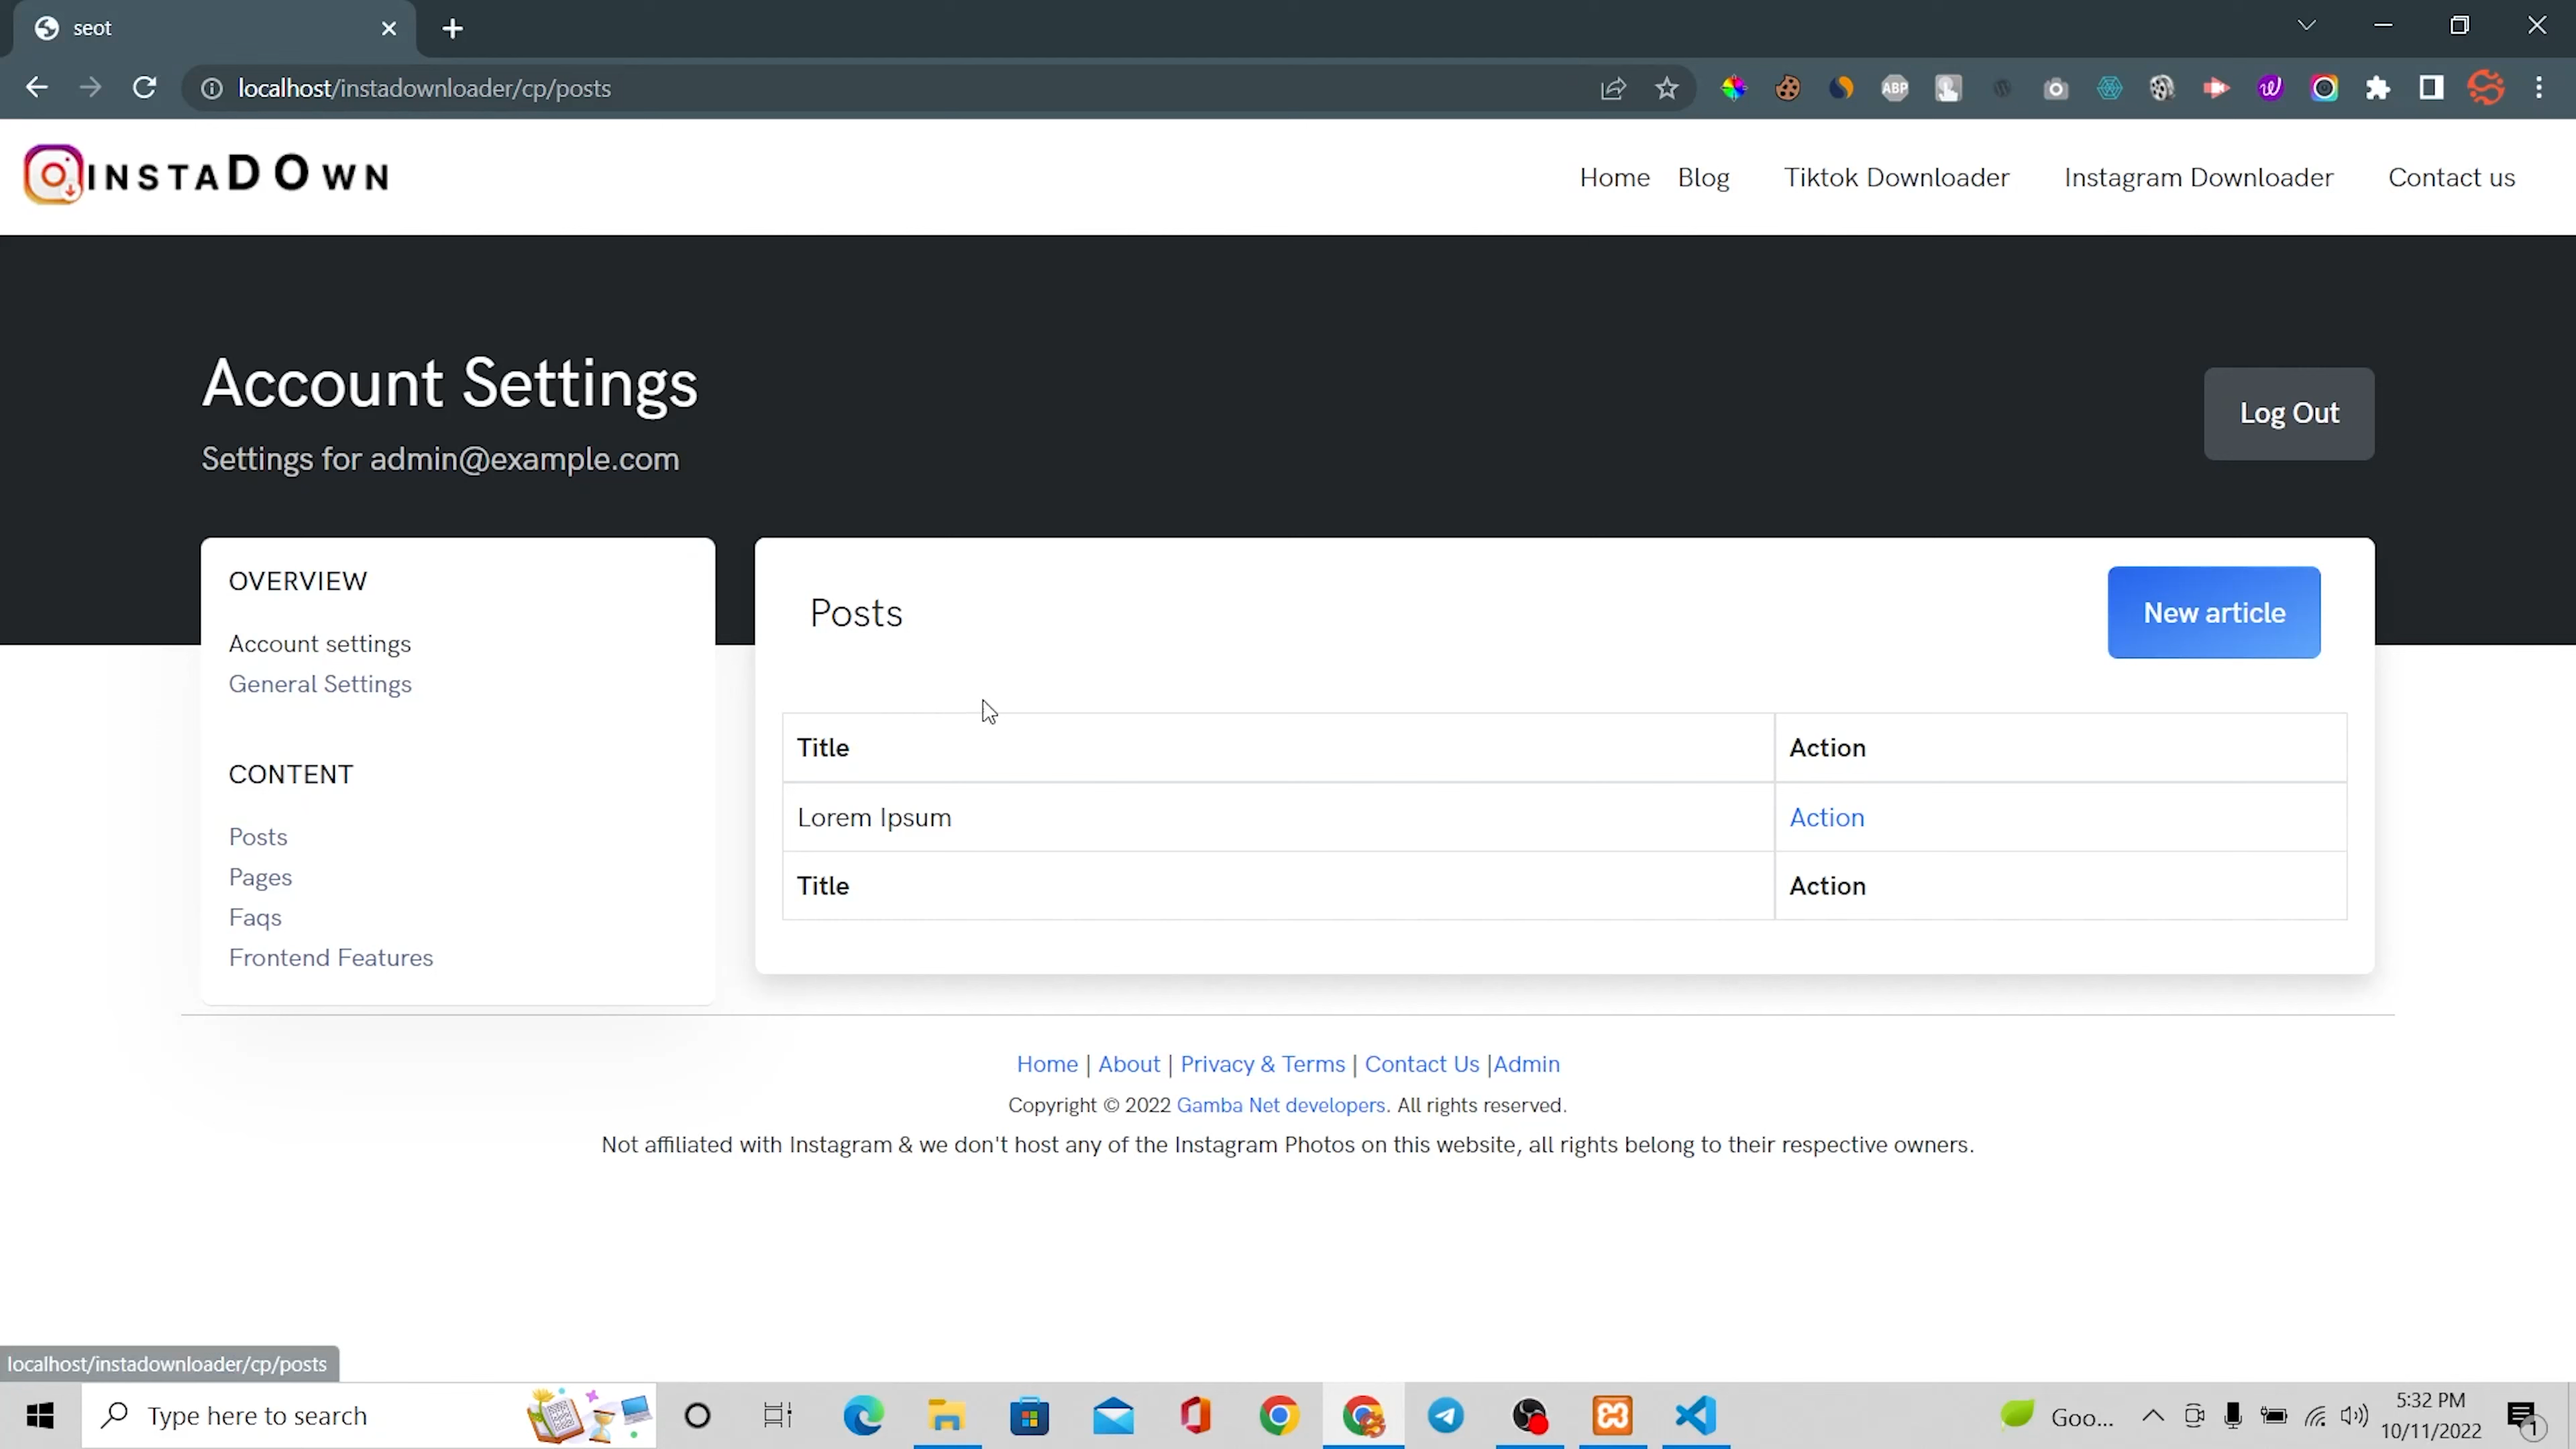 seot
localhost/instadownloader/cp/posts
ABP
INSTADOWN
Home Blog Tiktok Downloader Instagram Downloader Contact us
Account Settings
Settings for admin@example.com
Log Out
OVERVIEW
Account settings
General Settings
CONTENT
Posts
Pages
Faqs
Frontend Features
Posts
New article
Title Action
Lorem Ipsum Action
Title Action
Home | About | Privacy & Terms | Contact Us |Admin
Copyright © 2022 Gamba Net developers. All rights reserved.
Not affiliated with Instagram & we don't host any of the Instagram Photos on this website, all rights belong to their respective owners.
localhost/instadownloader/cp/posts
Type here to search
Goo...
5:32 PM
10/11/2022
1